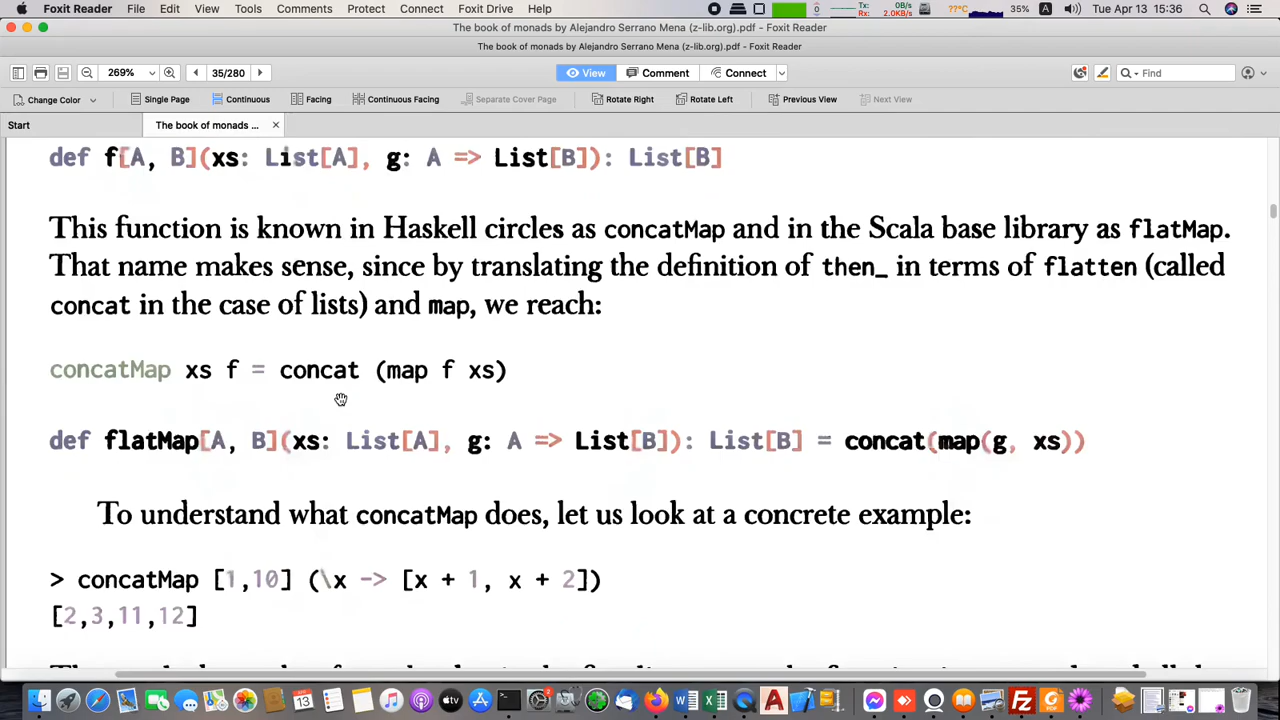 Foxit Reader File Edit View Tools Comments Protect Connect Foxit Drive Help Tx: 0B/s Rx: 2.0KB/s ??°C 35% A Tue Apr 13 15:36
The book of monads by Alejandro Serrano Mena (z-lib.org).pdf - Foxit Reader
The book of monads by Alejandro Serrano Mena (z-lib.org).pdf - Foxit Reader
269% 35/280 View Comment Connect Find
Change Color Single Page Continuous Facing Continuous Facing Separate Cover Page Rotate Right Rotate Left Previous View Next View
Start The book of monads ...
def f[A, B](xs: List[A], g: A => List[B]): List[B]
This function is known in Haskell circles as concatMap and in the Scala base library as flatMap.
That name makes sense, since by translating the definition of then_ in terms of flatten (called
concat in the case of lists) and map, we reach:
concatMap xs f = concat (map f xs)
def flatMap[A, B](xs: List[A], g: A => List[B]): List[B] = concat(map(g, xs))
To understand what concatMap does, let us look at a concrete example:
> concatMap [1,10] (\x -> [x + 1, x + 2])
[2,3,11,12]